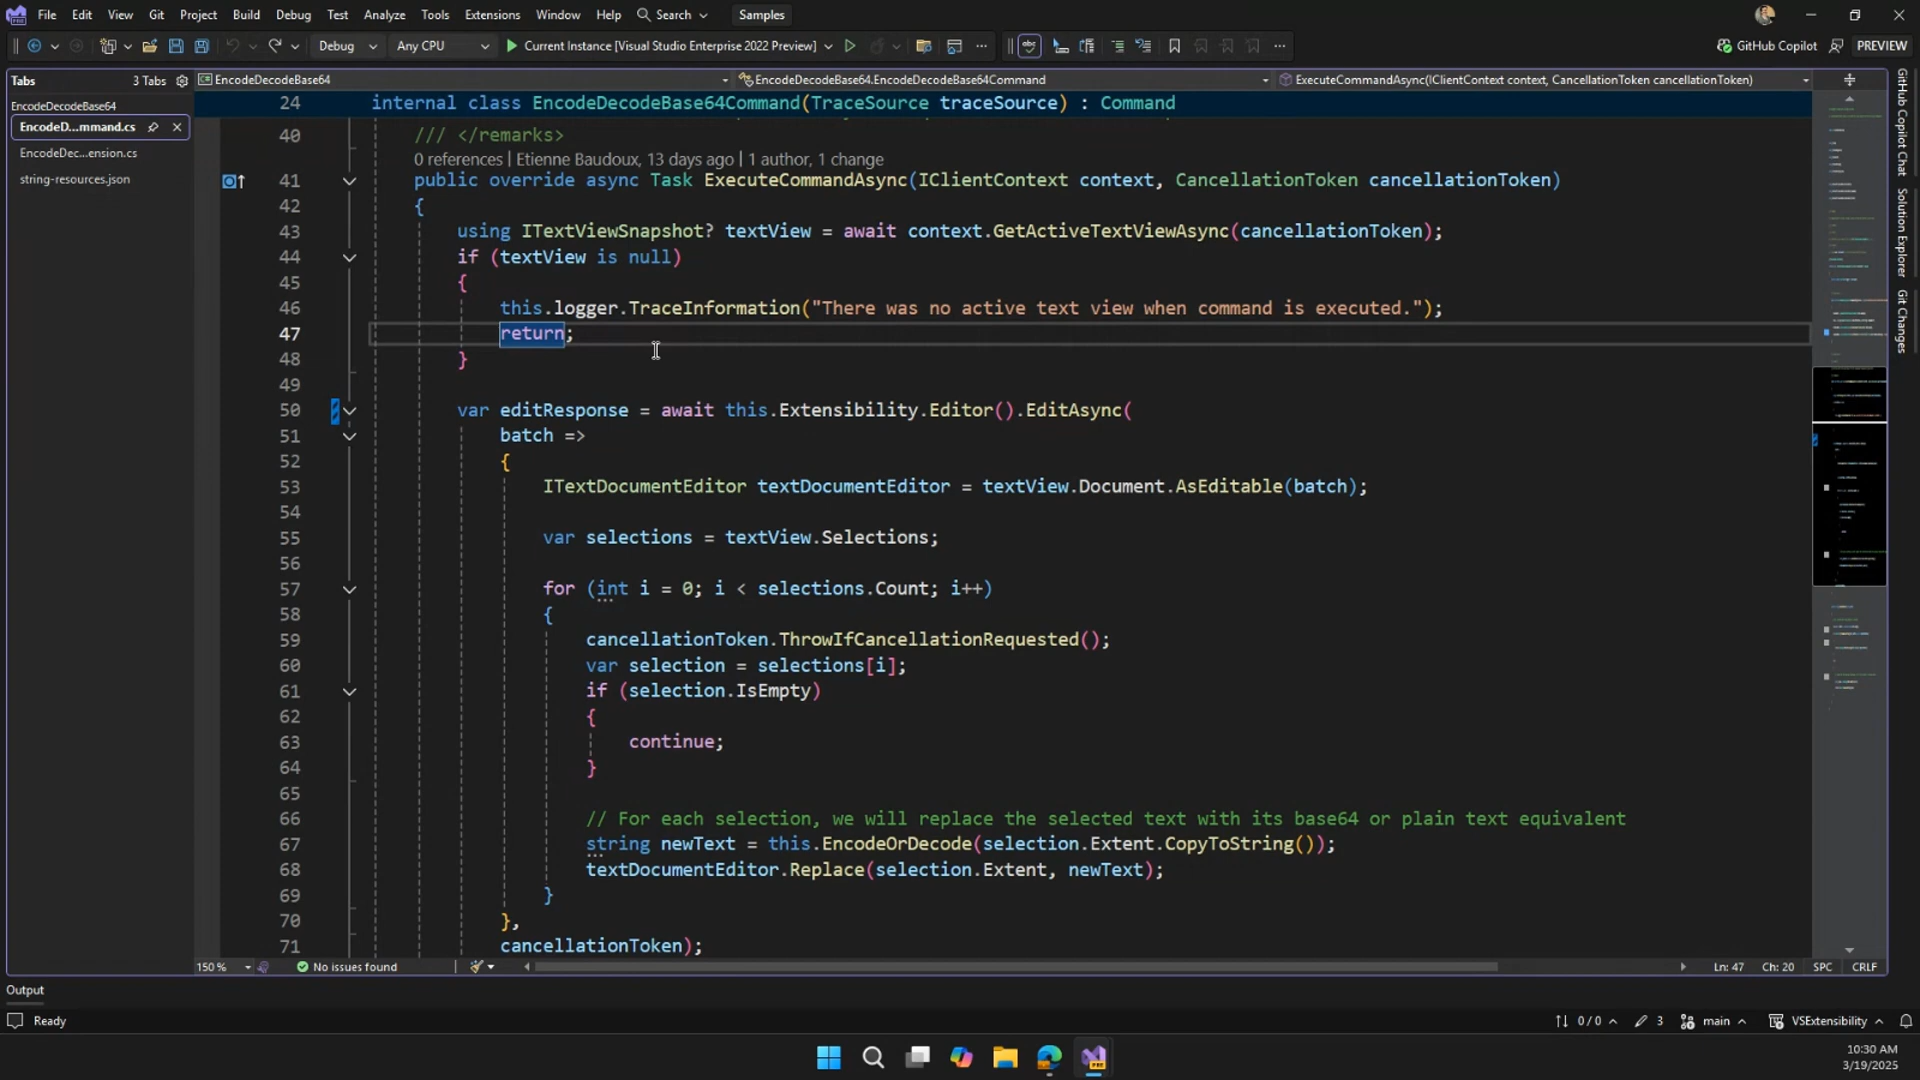 File Edit View Git Project Build Debug Test Analyze Tools Extensions Window Help Search Samples
Debug Any CPU Current Instance [Visual Studio Enterprise 2022 Preview] GitHub Copilot PREVIEW
Tabs 3 Tabs
EncodeDecodeBase64
EncodeD...mmand.cs
EncodeDec...ension.cs
string-resources.json
EncodeDecodeBase64 EncodeDecodeBase64.EncodeDecodeBase64Command ExecuteCommandAsync(IClientContext context, CancellationToken cancellationToken)
24 internal class EncodeDecodeBase64Command(TraceSource traceSource) : Command
40 /// </remarks>
0 references | Etienne Baudoux, 13 days ago | 1 author, 1 change
41 public override async Task ExecuteCommandAsync(IClientContext context, CancellationToken cancellationToken)
42 {
43 using ITextViewSnapshot? textView = await context.GetActiveTextViewAsync(cancellationToken);
44 if (textView is null)
45 {
46 this.logger.TraceInformation("There was no active text view when command is executed.");
47 return;
48 }
49
50 var editResponse = await this.Extensibility.Editor().EditAsync(
51 batch =>
52 {
53 ITextDocumentEditor textDocumentEditor = textView.Document.AsEditable(batch);
54
55 var selections = textView.Selections;
56
57 for (int i = 0; i < selections.Count; i++)
58 {
59 cancellationToken.ThrowIfCancellationRequested();
60 var selection = selections[i];
61 if (selection.IsEmpty)
62 {
63 continue;
64 }
65
66 // For each selection, we will replace the selected text with its base64 or plain text equivalent
67 string newText = this.EncodeOrDecode(selection.Extent.CopyToString());
68 textDocumentEditor.Replace(selection.Extent, newText);
69 }
70 },
71 cancellationToken);
150 % No issues found Ln: 47 Ch: 20 SPC CRLF
GitHub Copilot Chat
Solution Explorer
Git Changes
Output
Ready 0 / 0 3 main VSExtensibility
10:30 AM
3/19/2025